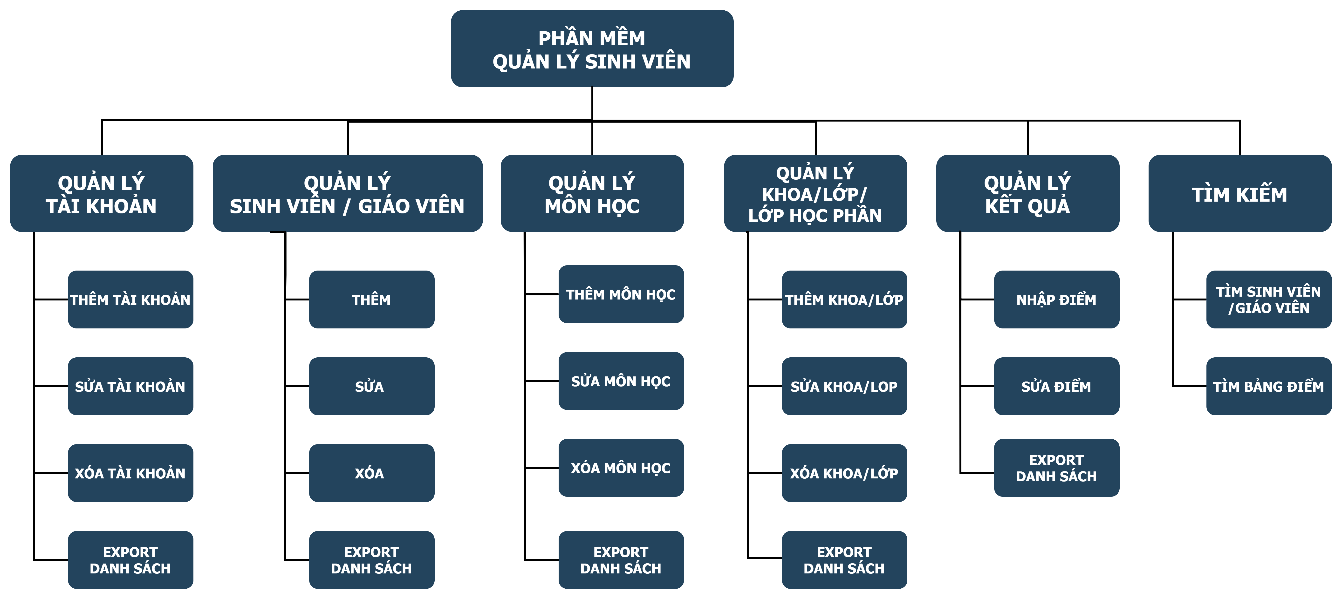 PHẦN MỀM
QUẢN LÝ SINH VIÊN
QUẢN LÝ
TÀI KHOẢN
THÊM TÀI KHOẢN
SỬA TÀI KHOẢN
XÓA TÀI KHOẢN
EXPORT
DANH SÁCH
QUẢN LÝ
SINH VIÊN / GIÁO VIÊN
THÊM
SỬA
XÓA
EXPORT
DANH SÁCH
QUẢN LÝ
MÔN HỌC
THÊM MÔN HỌC
SỬA MÔN HỌC
XÓA MÔN HỌC
EXPORT
DANH SÁCH
QUẢN LÝ
KHOA/LỚP/
LỚP HỌC PHẦN
THÊM KHOA/LỚP
SỬA KHOA/LOP
XÓA KHOA/LỚP
EXPORT
DANH SÁCH
QUẢN LÝ
KẾT QUẢ
NHẬP ĐIỂM
SỬA ĐIỂM
EXPORT
DANH SÁCH
TÌM KIẾM
TÌM SINH VIÊN
/GIÁO VIÊN
TÌM BẢNG ĐIỂM